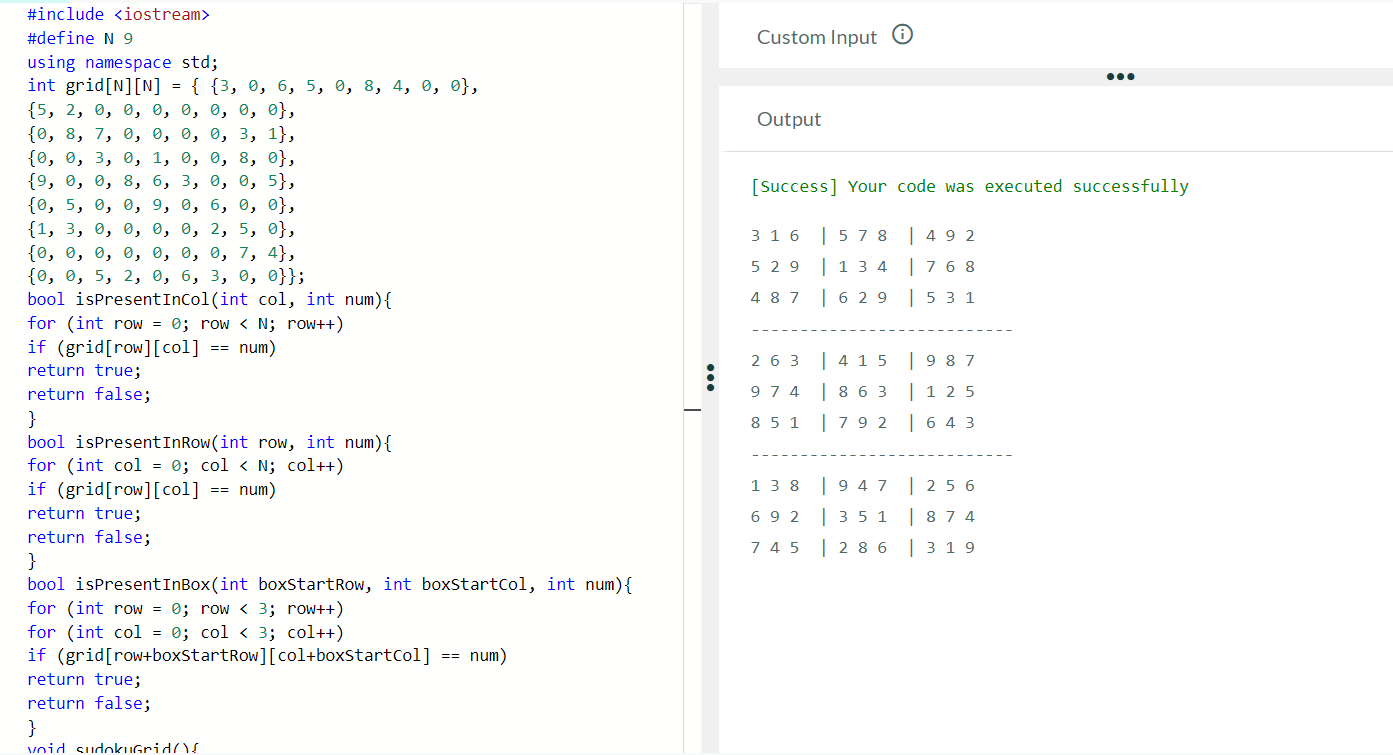 #include <iostream>
#define N 9
using namespace std;
int grid[N][N] = { {3, 0, 6, 5, 0, 8, 4, 0, 0},
{5, 2, 0, 0, 0, 0, 0, 0, 0},
{0, 8, 7, 0, 0, 0, 0, 3, 1},
{0, 0, 3, 0, 1, 0, 0, 8, 0},
{9, 0, 0, 8, 6, 3, 0, 0, 5},
{0, 5, 0, 0, 9, 0, 6, 0, 0},
{1, 3, 0, 0, 0, 0, 2, 5, 0},
{0, 0, 0, 0, 0, 0, 0, 7, 4},
{0, 0, 5, 2, 0, 6, 3, 0, 0}};
bool isPresentInCol(int col, int num){
for (int row = 0; row < N; row++)
if (grid[row][col] == num)
return true;
return false;
}
bool isPresentInRow(int row, int num){
for (int col = 0; col < N; col++)
if (grid[row][col] == num)
return true;
return false;
}
bool isPresentInBox(int boxStartRow, int boxStartCol, int num){
for (int row = 0; row < 3; row++)
for (int col = 0; col < 3; col++)
if (grid[row+boxStartRow][col+boxStartCol] == num)
return true;
return false;
}
void sudokuGrid(){
Custom Input
Output
[Success] Your code was executed successfully
3 1 6 | 5 7 8 | 4 9 2
5 2 9 | 1 3 4 | 7 6 8
4 8 7 | 6 2 9 | 5 3 1
---------------------------
2 6 3 | 4 1 5 | 9 8 7
9 7 4 | 8 6 3 | 1 2 5
8 5 1 | 7 9 2 | 6 4 3
---------------------------
1 3 8 | 9 4 7 | 2 5 6
6 9 2 | 3 5 1 | 8 7 4
7 4 5 | 2 8 6 | 3 1 9